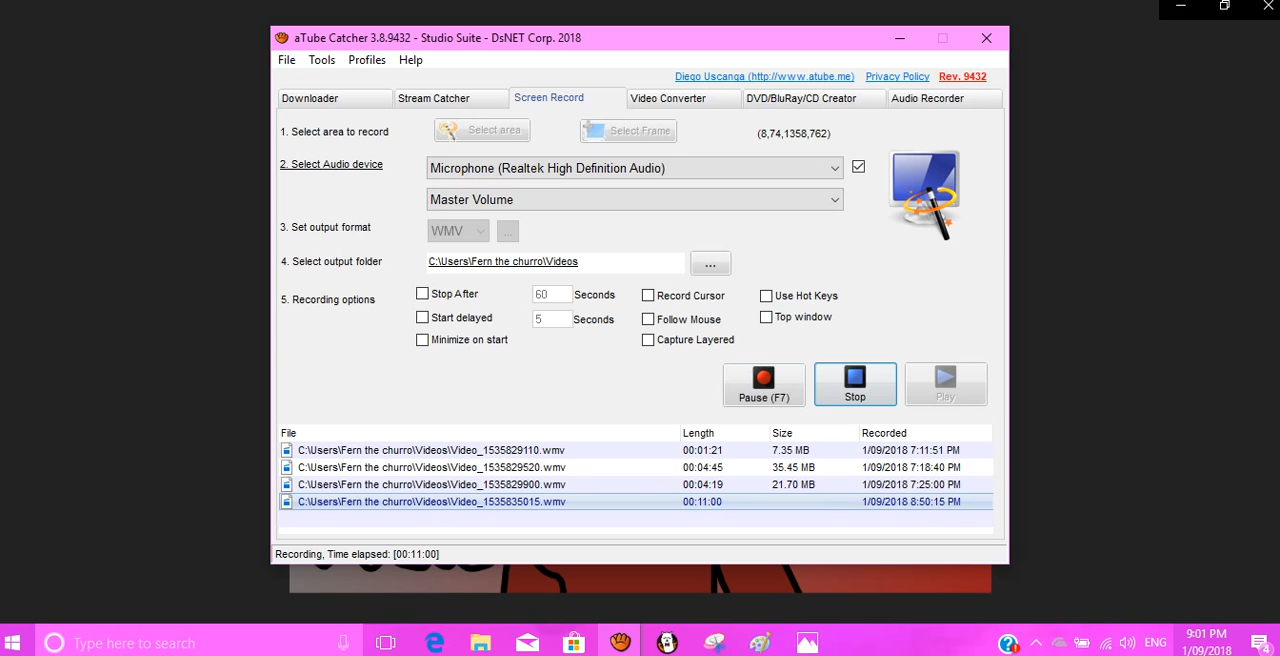 aTube Catcher 3.8.9432 - Studio Suite - DsNET Corp. 2018
File Tools Profiles Help
Diego Uscanga (http://www.atube.me) Privacy Policy Rev. 9432
Downloader Stream Catcher Screen Record Video Converter DVD/BluRay/CD Creator Audio Recorder
1. Select area to record Select area Select Frame (8,74,1358,762)
2. Select Audio device Microphone (Realtek High Definition Audio)
Master Volume
3. Set output format WMV ...
4. Select output folder C:\Users\Fern the churro\Videos ...
5. Recording options Stop After 60 Seconds Record Cursor Use Hot Keys
Start delayed 5 Seconds Follow Mouse Top window
Minimize on start Capture Layered
Pause (F7) Stop Play
File Length Size Recorded
C:\Users\Fern the churro\Videos\Video_1535829110.wmv 00:01:21 7.35 MB 1/09/2018 7:11:51 PM
C:\Users\Fern the churro\Videos\Video_1535829520.wmv 00:04:45 35.45 MB 1/09/2018 7:18:40 PM
C:\Users\Fern the churro\Videos\Video_1535829900.wmv 00:04:19 21.70 MB 1/09/2018 7:25:00 PM
C:\Users\Fern the churro\Videos\Video_1535835015.wmv 00:11:00 1/09/2018 8:50:15 PM
Recording, Time elapsed: [00:11:00]
Type here to search ENG 9:01 PM
1/09/2018 4